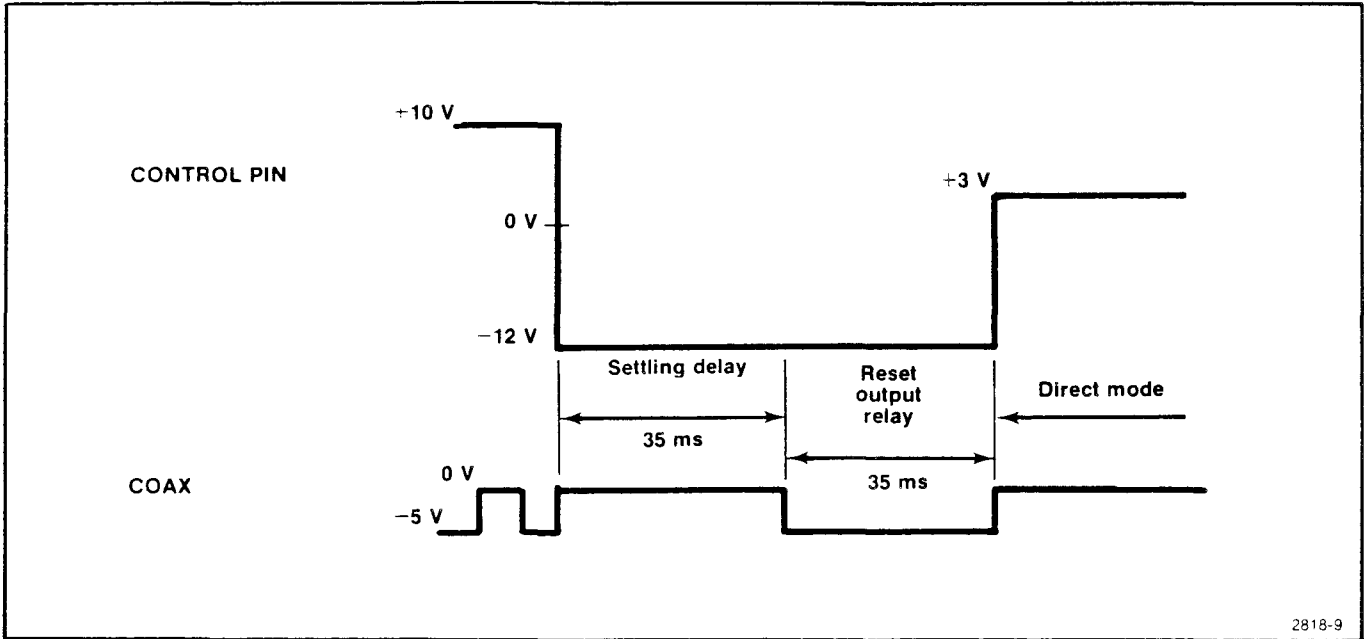 +10 V
CONTROL PIN
+3 V
0 V
−12 V
Settling delay
Reset
output
relay
Direct mode
35 ms
0 V
35 ms
COAX
−5 V
2818-9